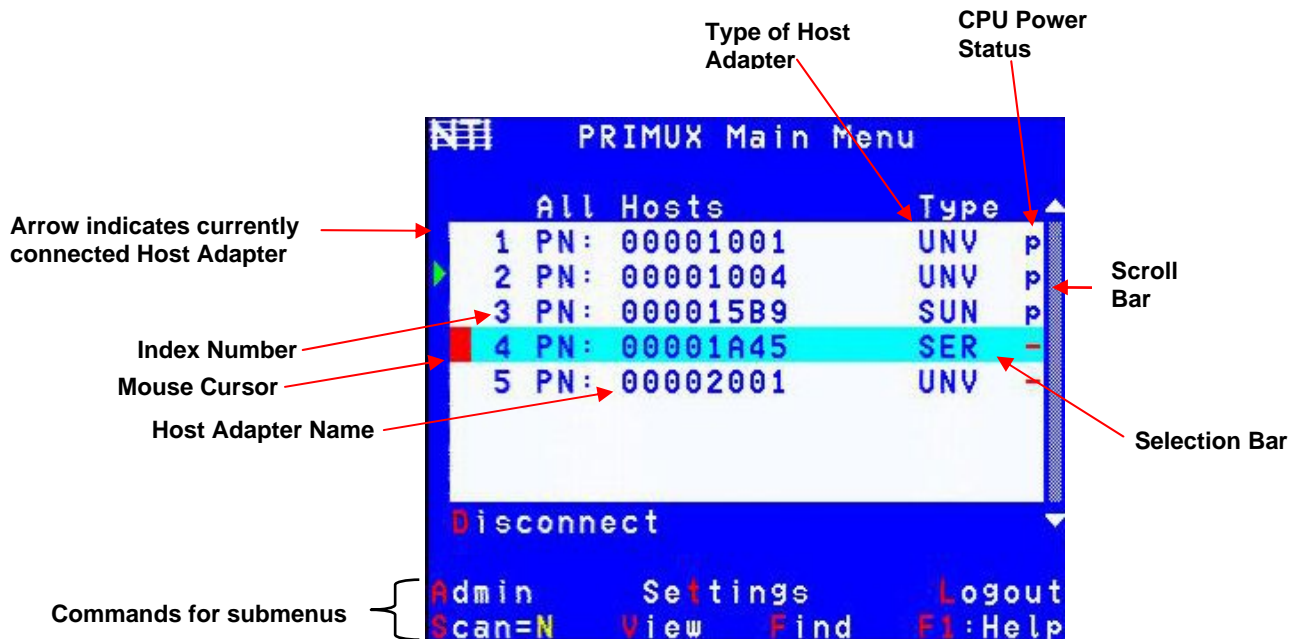 Type of Host
Adapter
CPU Power
Status
NTI PRIMUX Main Menu
All Hosts Type
Arrow indicates currently
connected Host Adapter
1 PN: 00001001 UNV p
2 PN: 00001004 UNV p
3 PN: 000015B9 SUN p
4 PN: 00001A45 SER -
5 PN: 00002001 UNV -
Scroll
Bar
Index Number
Mouse Cursor
Host Adapter Name
Selection Bar
Disconnect
Commands for submenus
Admin Settings Logout
Scan=N View Find F1:Help